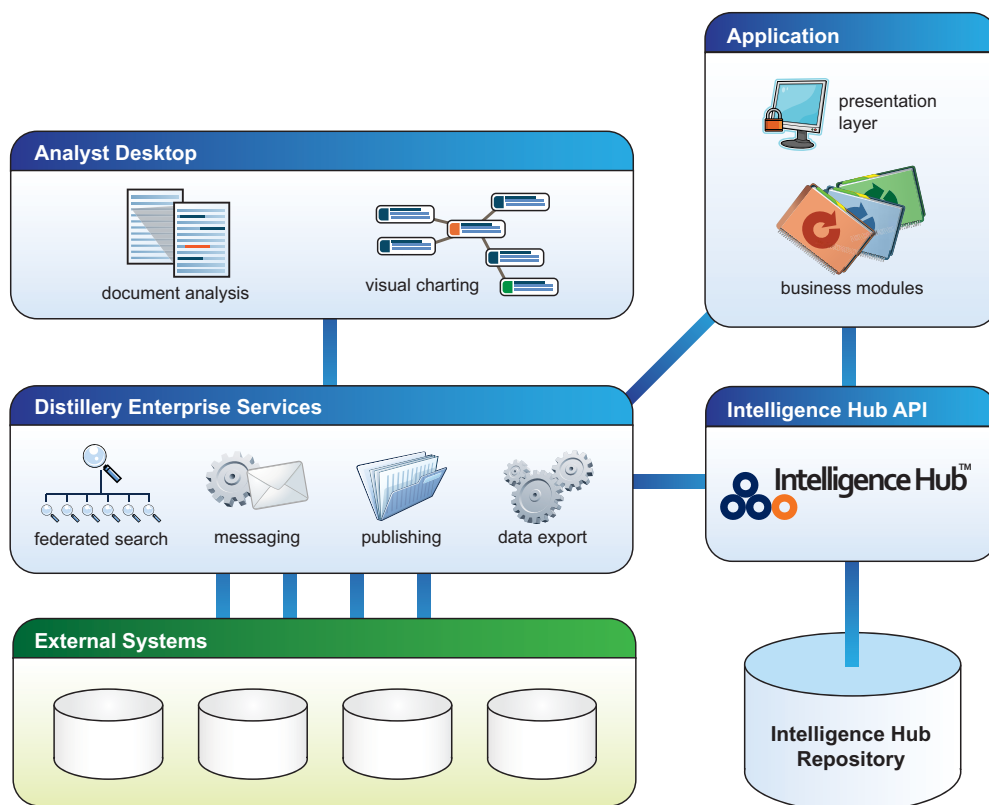 Application
presentation
layer
business modules
Analyst Desktop
document analysis
visual charting
Distillery Enterprise Services
federated search
messaging
publishing
data export
Intelligence Hub API
Intelligence Hub™
External Systems
Intelligence Hub
Repository